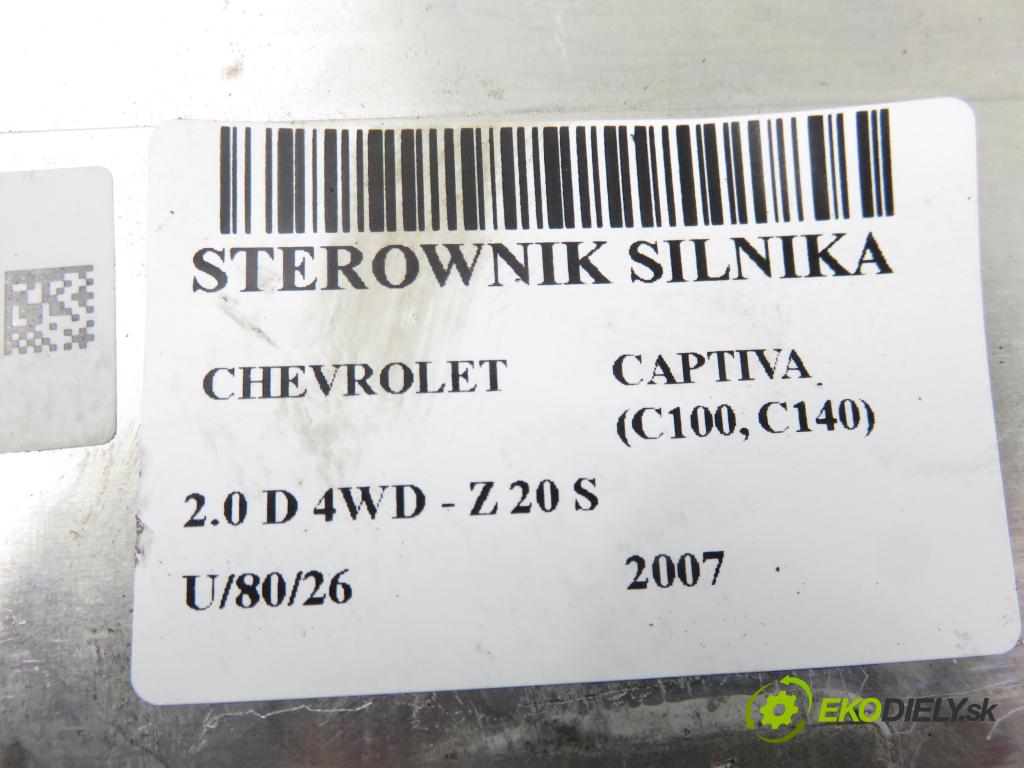 STEROWNIK SILNIKA
CHEVROLET CAPTIVA
(C100, C140)
2.0 D 4WD - Z 20 S
U/80/26 2007
EKODIELY.sk